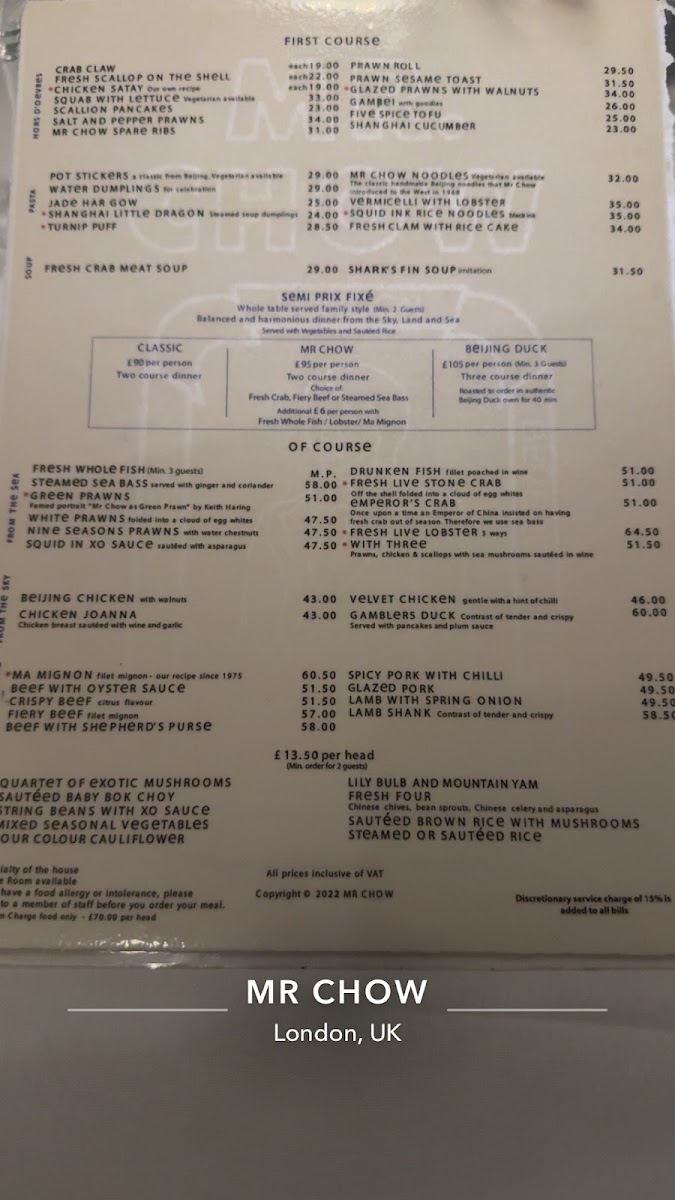 FIRST COURSE
HORS D'OEUVRES
CRAB CLAW each 19.00
FRESH SCALLOP ON THE SHELL each 22.00
*CHICKEN SATAY Our own recipe each 19.00
SQUAB WITH LETTUCE Vegetarian available 33.00
SCALLION PANCAKES 23.00
SALT AND PEPPER PRAWNS 34.00
MR CHOW SPARE RIBS 31.00
PRAWN ROLL 29.50
PRAWN SESAME TOAST 31.50
*GLAZED PRAWNS WITH WALNUTS 34.00
GAMBEI with goodies 26.00
FIVE SPICE TOFU 25.00
SHANGHAI CUCUMBER 23.00
PASTA
POT STICKERS a classic from Beijing, Vegetarian available 29.00
WATER DUMPLINGS for celebration 29.00
JADE HAR GOW 25.00
*SHANGHAI LITTLE DRAGON Steamed soup dumplings 24.00
*TURNIP PUFF 28.50
MR CHOW NOODLES Vegetarian available 32.00
The classic handmade Beijing noodles that Mr Chow
introduced to the West in 1968
VERMICELLI WITH LOBSTER 35.00
*SQUID INK RICE NOODLES black ink 35.00
FRESH CLAM WITH RICE CAKE 34.00
SOUP
FRESH CRAB MEAT SOUP 29.00
SHARK'S FIN SOUP imitation 31.50
SEMI PRIX FIXÉ
Whole table served family style (Min. 2 Guests)
Balanced and harmonious dinner from the Sky, Land and Sea
Served with Vegetables and Sautéed Rice
CLASSIC
£90 per person
Two course dinner
MR CHOW
£95 per person
Two course dinner
Choice of:
Fresh Crab, Fiery Beef or Steamed Sea Bass
Additional £6 per person with
Fresh Whole Fish / Lobster/ Ma Mignon
BEIJING DUCK
£105 per person (Min. 3 Guests)
Three course dinner
Roasted to order in authentic
Beijing Duck oven for 40 min
OF COURSE
FROM THE SEA
FRESH WHOLE FISH (Min. 3 guests) M.P.
STEAMED SEA BASS served with ginger and coriander 58.00
*GREEN PRAWNS 51.00
Famed portrait "Mr Chow as Green Prawn" by Keith Haring
WHITE PRAWNS folded into a cloud of egg whites 47.50
NINE SEASONS PRAWNS with water chestnuts 47.50
SQUID IN XO SAUCE sautéed with asparagus 47.50
DRUNKEN FISH fillet poached in wine 51.00
*FRESH LIVE STONE CRAB 51.00
Off the shell folded into a cloud of egg whites
EMPEROR'S CRAB 51.00
Once upon a time an Emperor of China insisted on having
fresh crab out of season. Therefore we use sea bass
*FRESH LIVE LOBSTER 3 ways 64.50
*WITH THREE 51.50
Prawns, chicken & scallops with sea mushrooms sautéed in wine
FROM THE SKY
BEIJING CHICKEN with walnuts 43.00
CHICKEN JOANNA 43.00
Chicken breast sautéed with wine and garlic
VELVET CHICKEN gentle with a hint of chilli 46.00
GAMBLERS DUCK Contrast of tender and crispy 60.00
Served with pancakes and plum sauce
*MA MIGNON filet mignon - our recipe since 1975 60.50
BEEF WITH OYSTER SAUCE 51.50
CRISPY BEEF citrus flavour 51.50
FIERY BEEF filet mignon 57.00
BEEF WITH SHEPHERD'S PURSE 58.00
SPICY PORK WITH CHILLI 49.50
GLAZED PORK 49.50
LAMB WITH SPRING ONION 49.50
LAMB SHANK Contrast of tender and crispy 58.50
£13.50 per head
(Min. order for 2 guests)
QUARTET OF EXOTIC MUSHROOMS
SAUTÉED BABY BOK CHOY
STRING BEANS WITH XO SAUCE
MIXED SEASONAL VEGETABLES
OUR COLOUR CAULIFLOWER
LILY BULB AND MOUNTAIN YAM
FRESH FOUR
Chinese chives, bean sprouts, Chinese celery and asparagus
SAUTÉED BROWN RICE WITH MUSHROOMS
STEAMED OR SAUTÉED RICE
ialty of the house
e Room available
have a food allergy or intolerance, please
to a member of staff before you order your meal.
m Charge food only - £70.00 per head
All prices inclusive of VAT
Copyright © 2022 MR CHOW
Discretionary service charge of 15% is
added to all bills
MR CHOW
London, UK